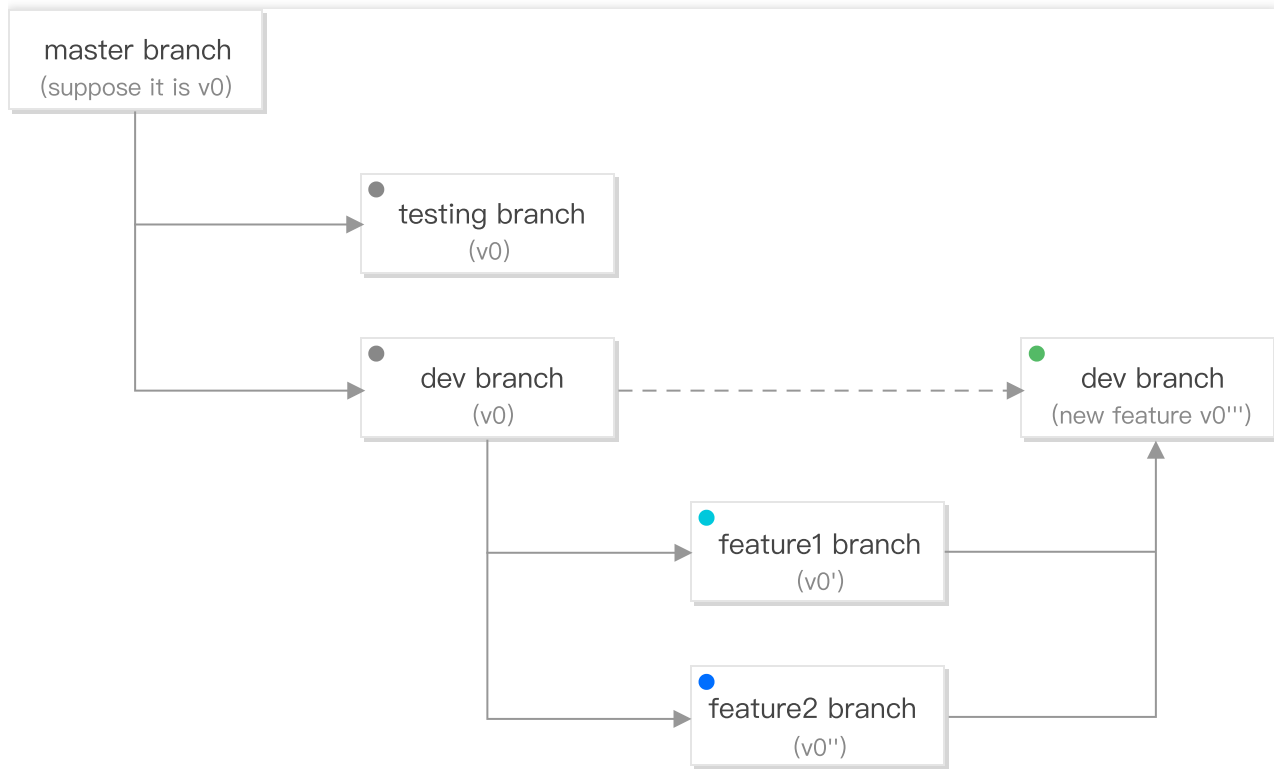 master branch
(suppose it is v0)
testing branch
(v0)
dev branch
(v0)
dev branch
(new feature v0''')
feature1 branch
(v0')
feature2 branch
(v0'')